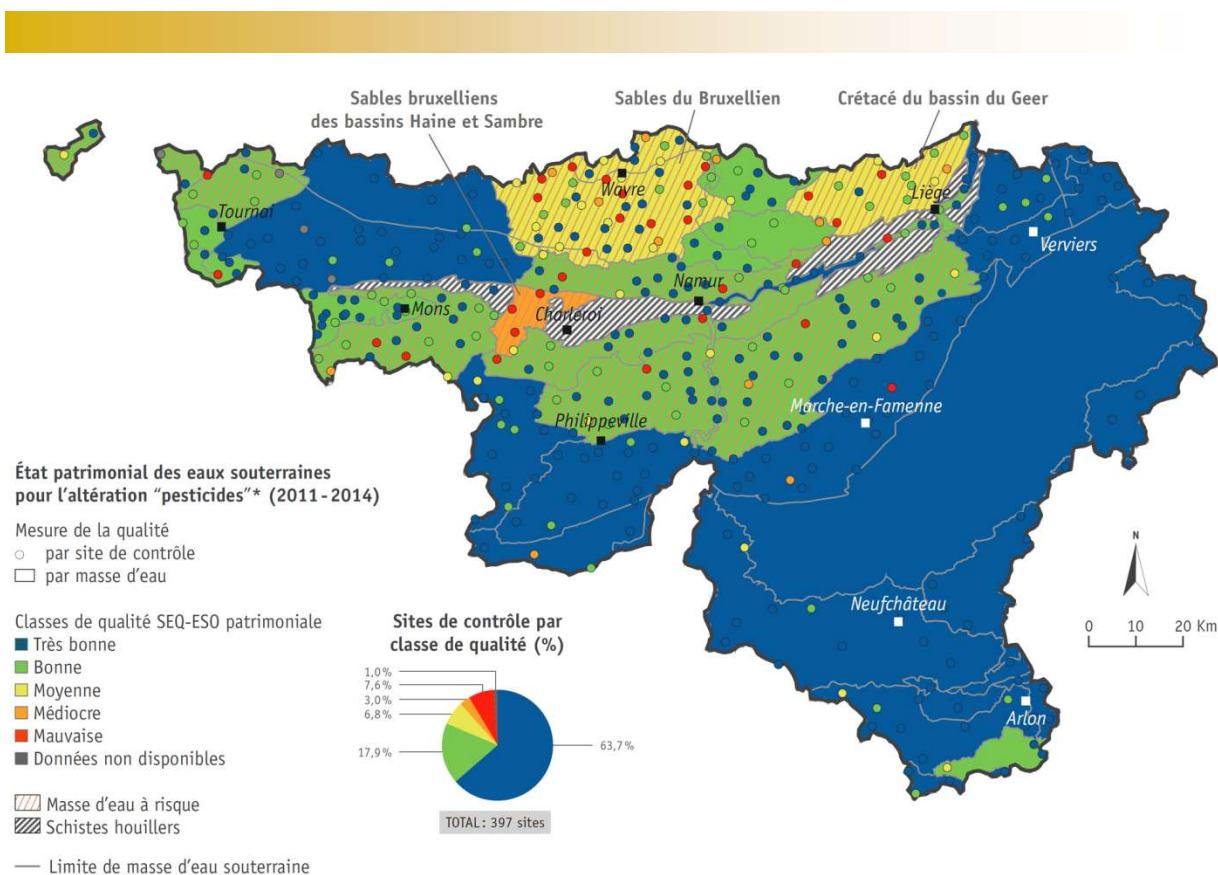 Sables bruxelliens
des bassins Haine et Sambre
Sables du Bruxellien
Crétacé du bassin du Geer
Wavre
Liège
Tournai
Verviers
Namur
Mons
Charleroi
Marche-en-Famenne
Philippeville
Neufchâteau
Arlon
N
0 10 20 Km
État patrimonial des eaux souterraines
pour l'altération "pesticides"* (2011-2014)
Mesure de la qualité
par site de contrôle
par masse d'eau
Classes de qualité SEQ-ESO patrimoniale
Très bonne
Bonne
Moyenne
Médiocre
Mauvaise
Données non disponibles
Masse d'eau à risque
Schistes houillers
Limite de masse d'eau souterraine
Sites de contrôle par
classe de qualité (%)
1,0%
7,6%
3,0%
6,8%
17,9%
63,7%
TOTAL: 397 sites